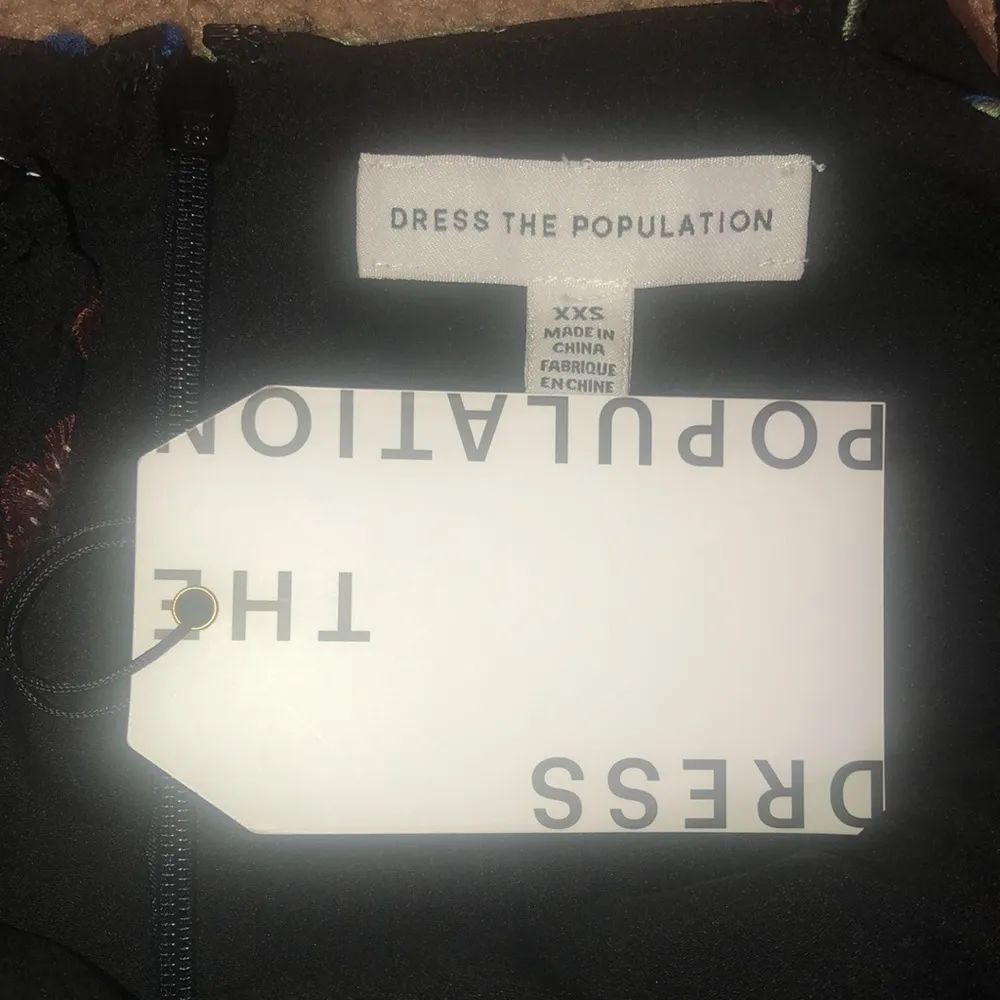 DRESS THE POPULATION
XXS
MADE IN
CHINA
FABRIQUE
EN CHINE
DRESS
THE
POPULATION